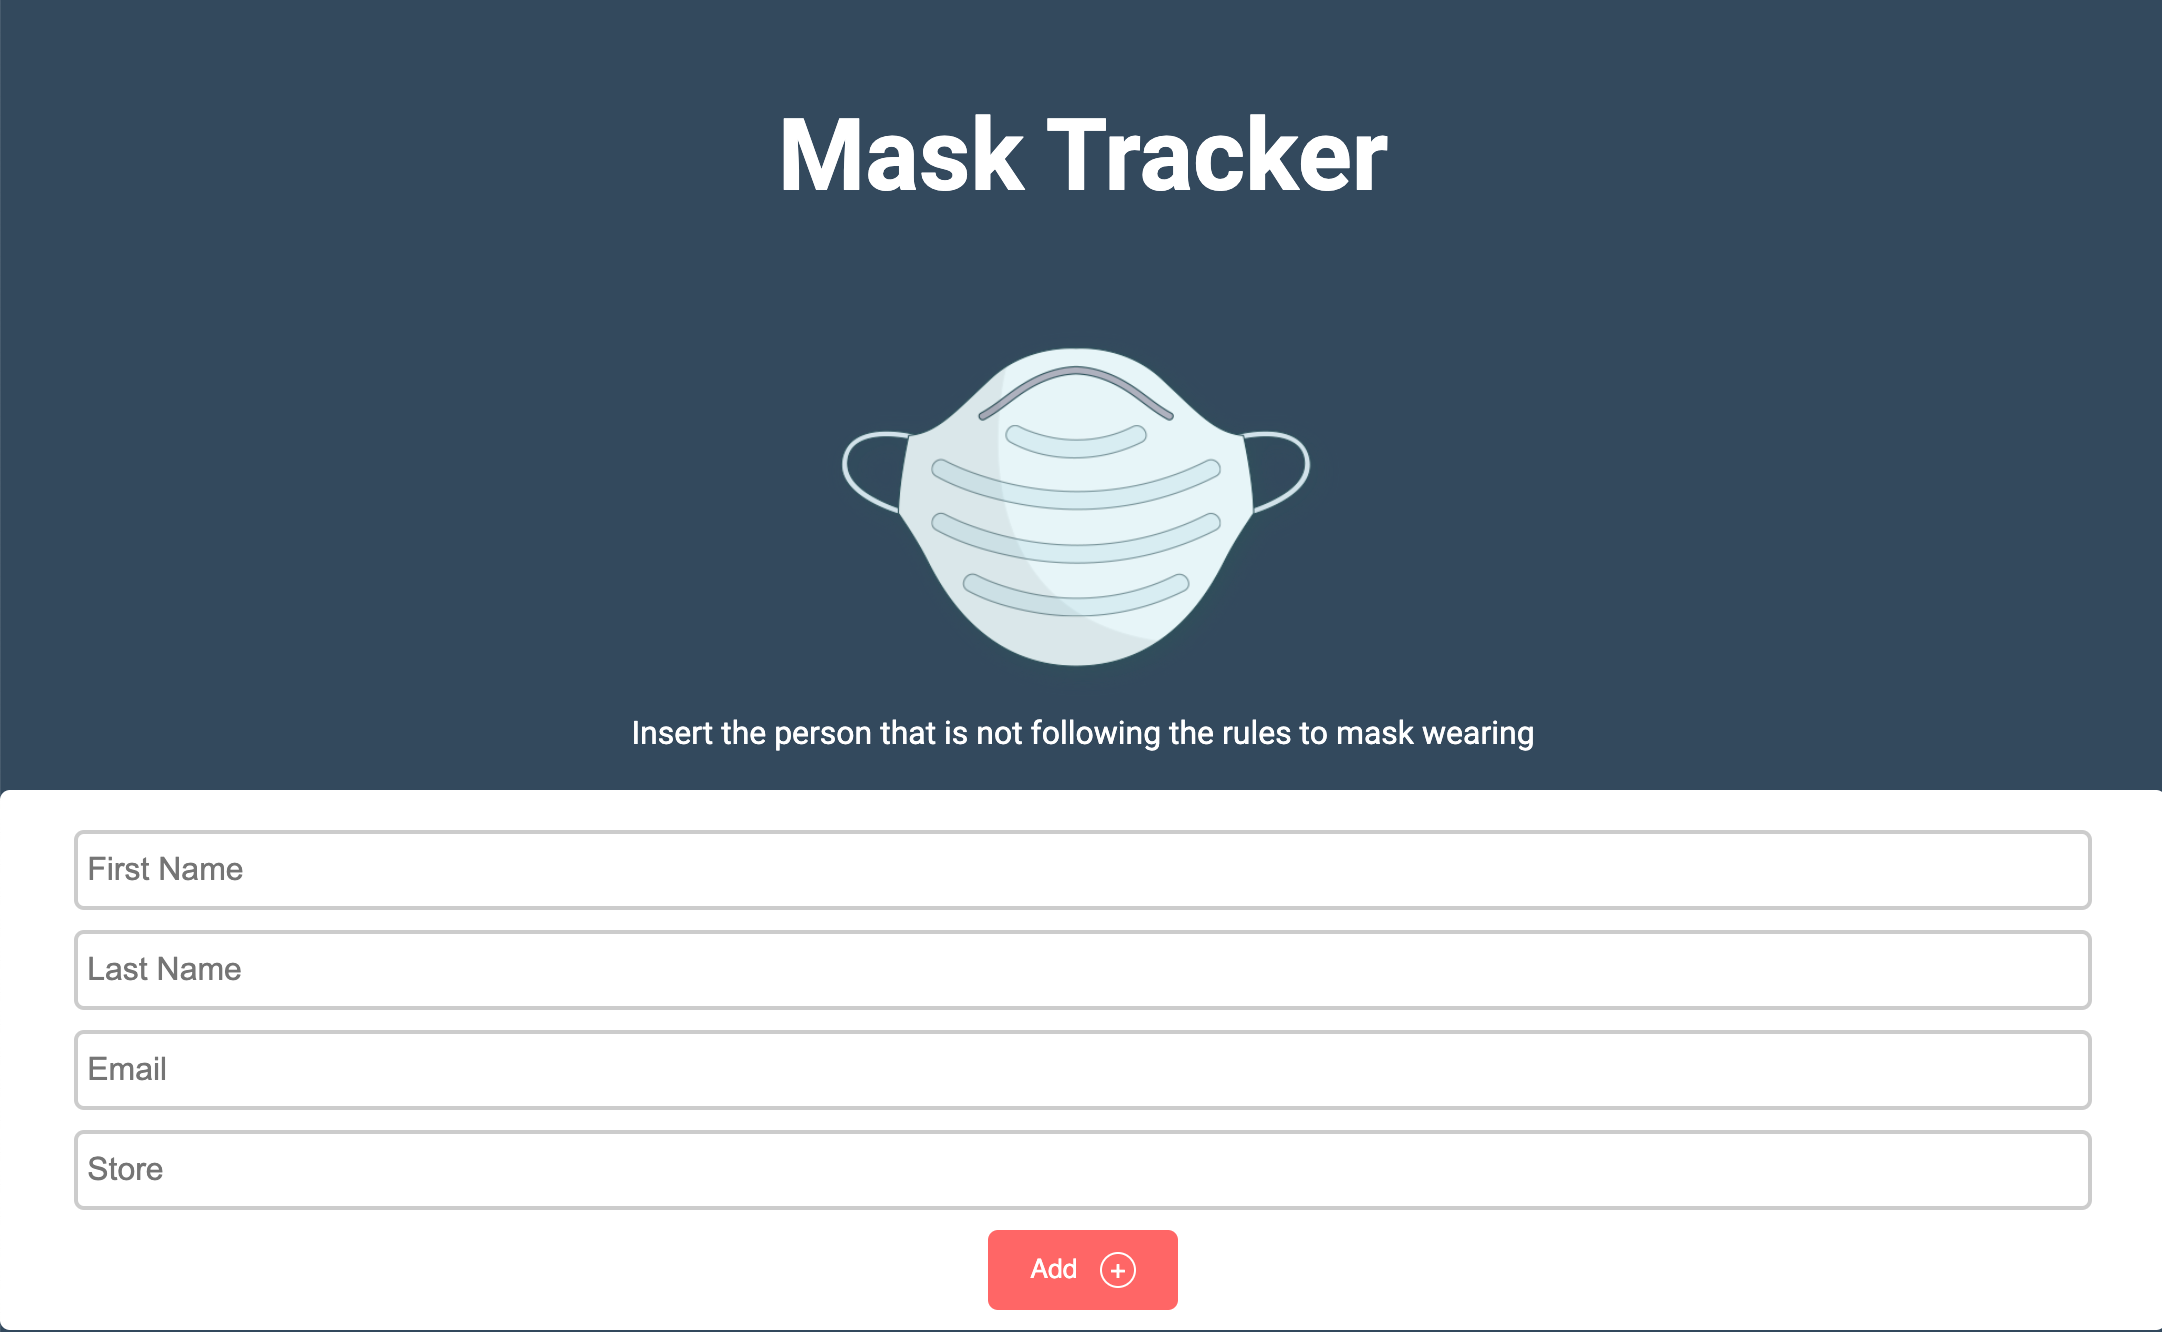 Mask Tracker
Insert the person that is not following the rules to mask wearing
First Name
Last Name
Email
Store
Add